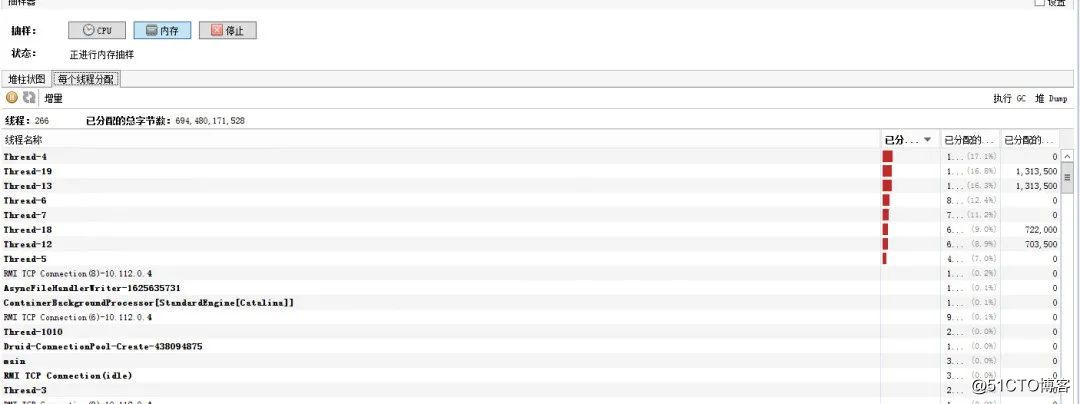 抽样器 设置
抽样: CPU 内存 停止
状态: 正进行内存抽样
堆柱状图 每个线程分配
增量 执行 GC 堆 Dump
线程: 266 已分配的总字节数: 694,480,171,528
线程名称 已分... 已分配的... 已分配的...
Thread-4 1... (17.1%) 0
Thread-19 1... (16.8%) 1,313,500
Thread-13 1... (16.3%) 1,313,500
Thread-6 8... (12.4%) 0
Thread-7 7... (11.2%) 0
Thread-18 6... (9.0%) 722,000
Thread-12 6... (8.9%) 703,500
Thread-5 4... (7.0%) 0
RMI TCP Connection(8)-10.112.0.4 1... (0.2%) 0
AsyncFileHandlerWriter-1625635731 1... (0.1%) 0
ContainerBackgroundProcessor[StandardEngine[Catalina]] 1... (0.1%) 0
RMI TCP Connection(6)-10.112.0.4 9... (0.1%) 0
Thread-1010 2... (0.0%) 0
Druid-ConnectionPool-Create-438094875 1... (0.0%) 0
main 3... (0.0%) 0
RMI TCP Connection(idle) 3... (0.0%) 0
Thread-3 2... (0.0%) 0
@51CTO博客